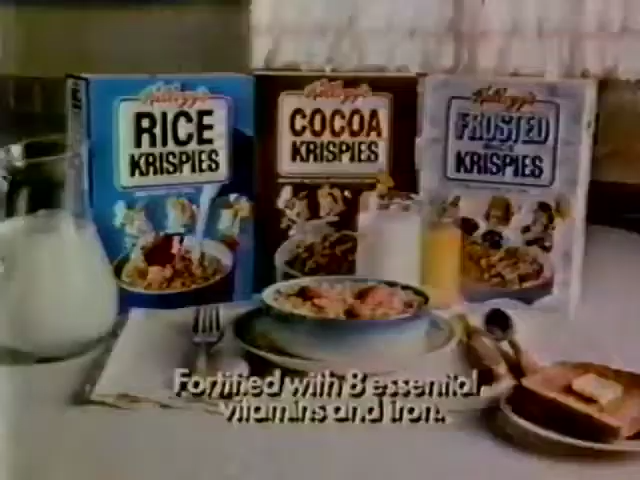 Kellogg's
RICE
KRISPIES
Kellogg's
COCOA
KRISPIES
Kellogg's
FROSTED
KRISPIES
Fortified with 8 essential
vitamins and iron.